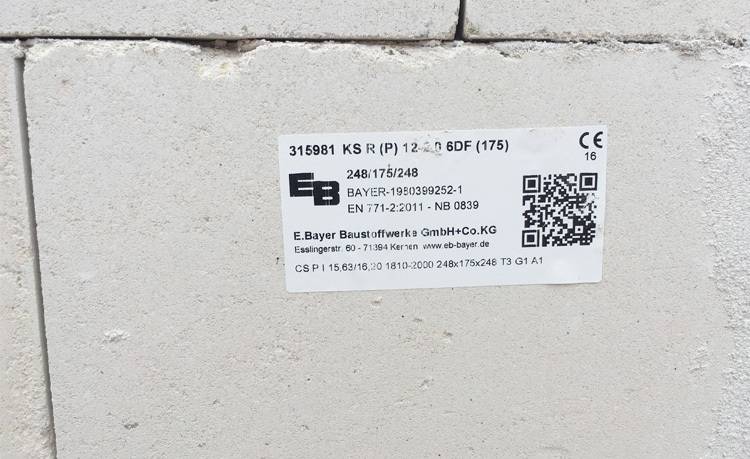 315981 KS R (P) 12-2.0 6DF (175)
CE
16
EB
248/175/248
BAYER-1980399252-1
EN 771-2:2011 - NB 0839
E.Bayer Baustoffwerke GmbH+Co.KG
Esslingerstr. 60 - 71394 Kernen www.eb-bayer.de
CS P I 15,63/16,20 1810-2000 248x175x248 T3 G1 A1